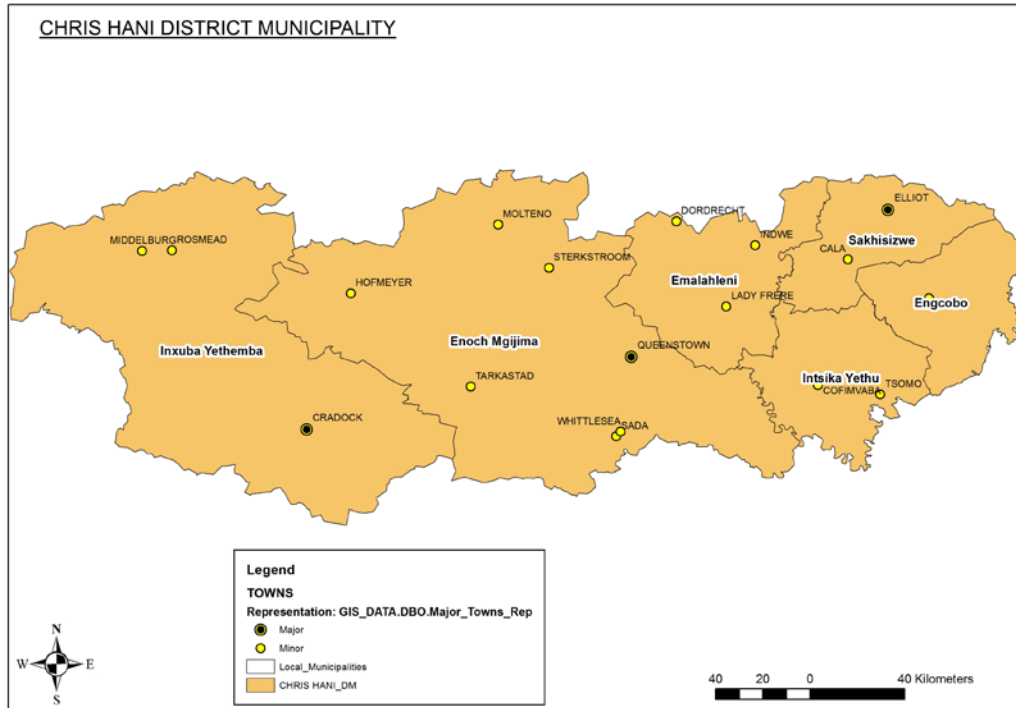 CHRIS HANI DISTRICT MUNICIPALITY
ELLIOT
MOLTENO
DORDRECHT
MIDDELBURG
ROSMEAD
INDWE
Sakhisizwe
CALA
STERKSTROOM
Emalahleni
HOFMEYER
LADY FRERE
Engcobo
Inxuba Yethemba
Enoch Mgijima
QUEENSTOWN
TARKASTAD
Intsika Yethu
COFIMVABA
TSOMO
CRADOCK
WHITTLESEA
SADA
Legend
TOWNS
Representation: GIS_DATA.DBO.Major_Towns_Rep
Major
Minor
Local_Municipalities
CHRIS HANI_DM
N
W E
S
40 20 0 40 Kilometers